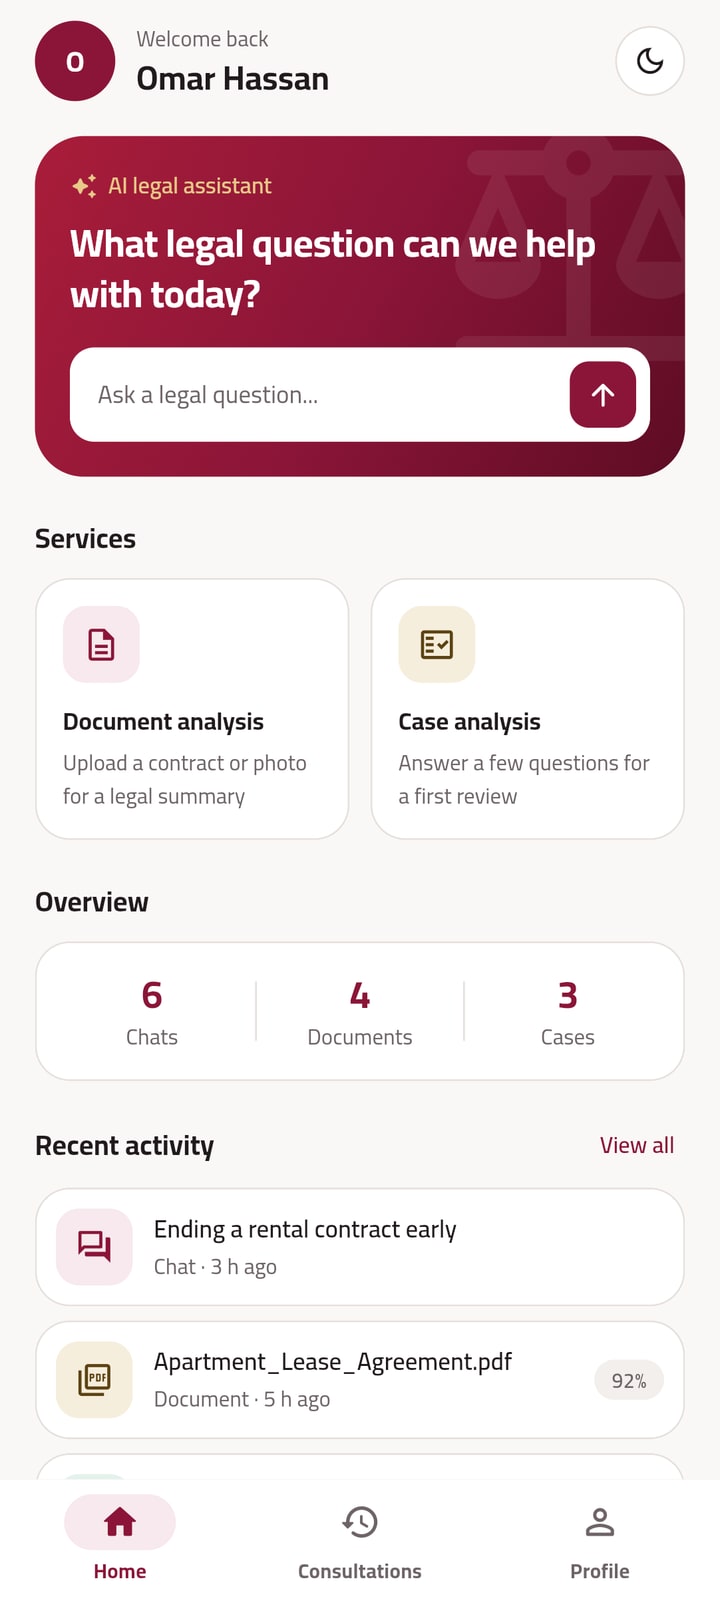 O
Welcome back
Omar Hassan
AI legal assistant
What legal question can we help
with today?
Ask a legal question...
Services
Document analysis
Upload a contract or photo
for a legal summary
Case analysis
Answer a few questions for
a first review
Overview
6
Chats
4
Documents
3
Cases
Recent activity
View all
Ending a rental contract early
Chat · 3 h ago
PDF
Apartment_Lease_Agreement.pdf
Document · 5 h ago
92%
Home
Consultations
Profile